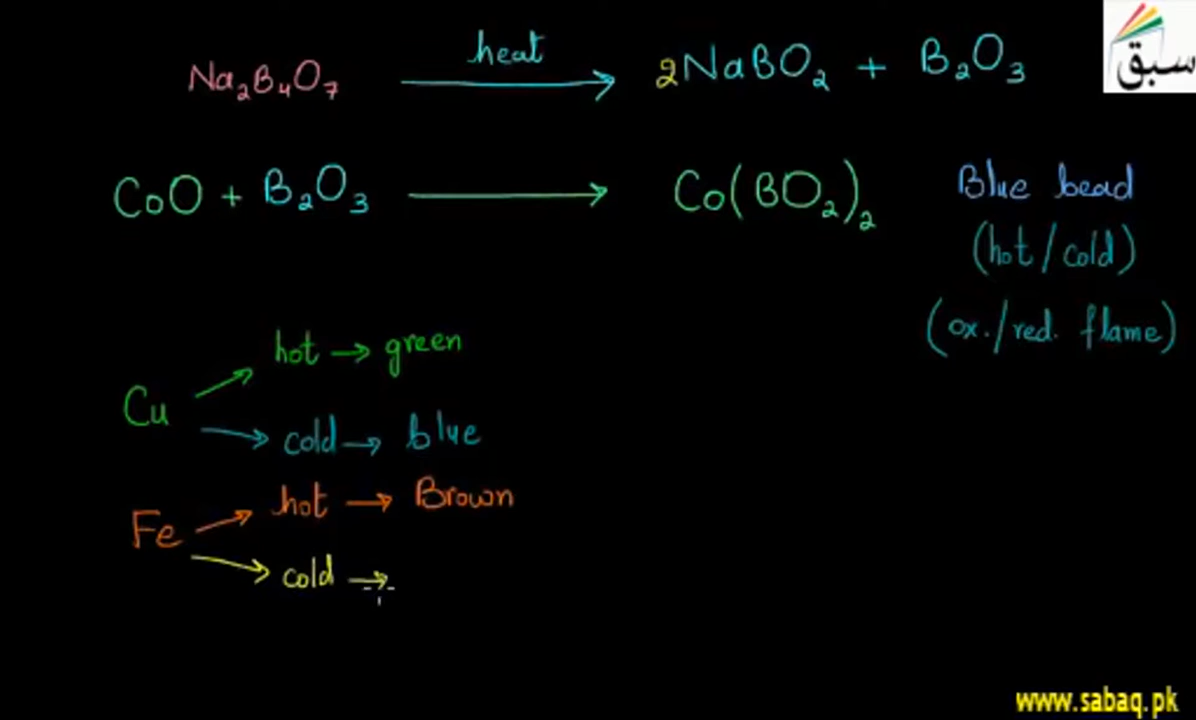 Na₂B₄O₇ heat → 2NaBO₂ + B₂O₃
سبق
CoO + B₂O₃ → Co(BO₂)₂ Blue bead
(hot/cold)
(ox./red. flame)
Cu → hot → green
→ cold → blue
Fe → hot → Brown
→ cold →
www.sabaq.pk